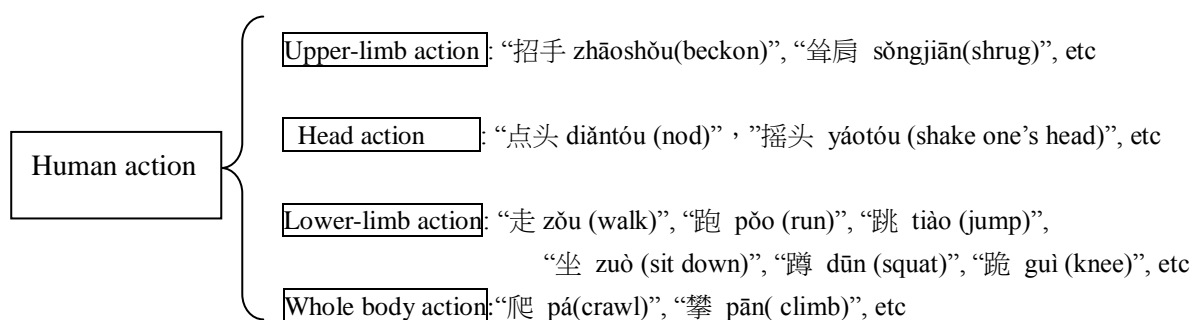 Upper-limb action : “招手 zhāoshǒu(beckon)”, “耸肩 sǒngjiān(shrug)”, etc
Head action : “点头 diǎntóu (nod)”，”摇头 yáotóu (shake one’s head)”, etc
Human action
Lower-limb action: “走 zǒu (walk)”, “跑 pǒo (run)”, “跳 tiào (jump)”,
“坐 zuò (sit down)”, “蹲 dūn (squat)”, “跪 guì (knee)”, etc
Whole body action:“爬 pá(crawl)”, “攀 pān( climb)”, etc